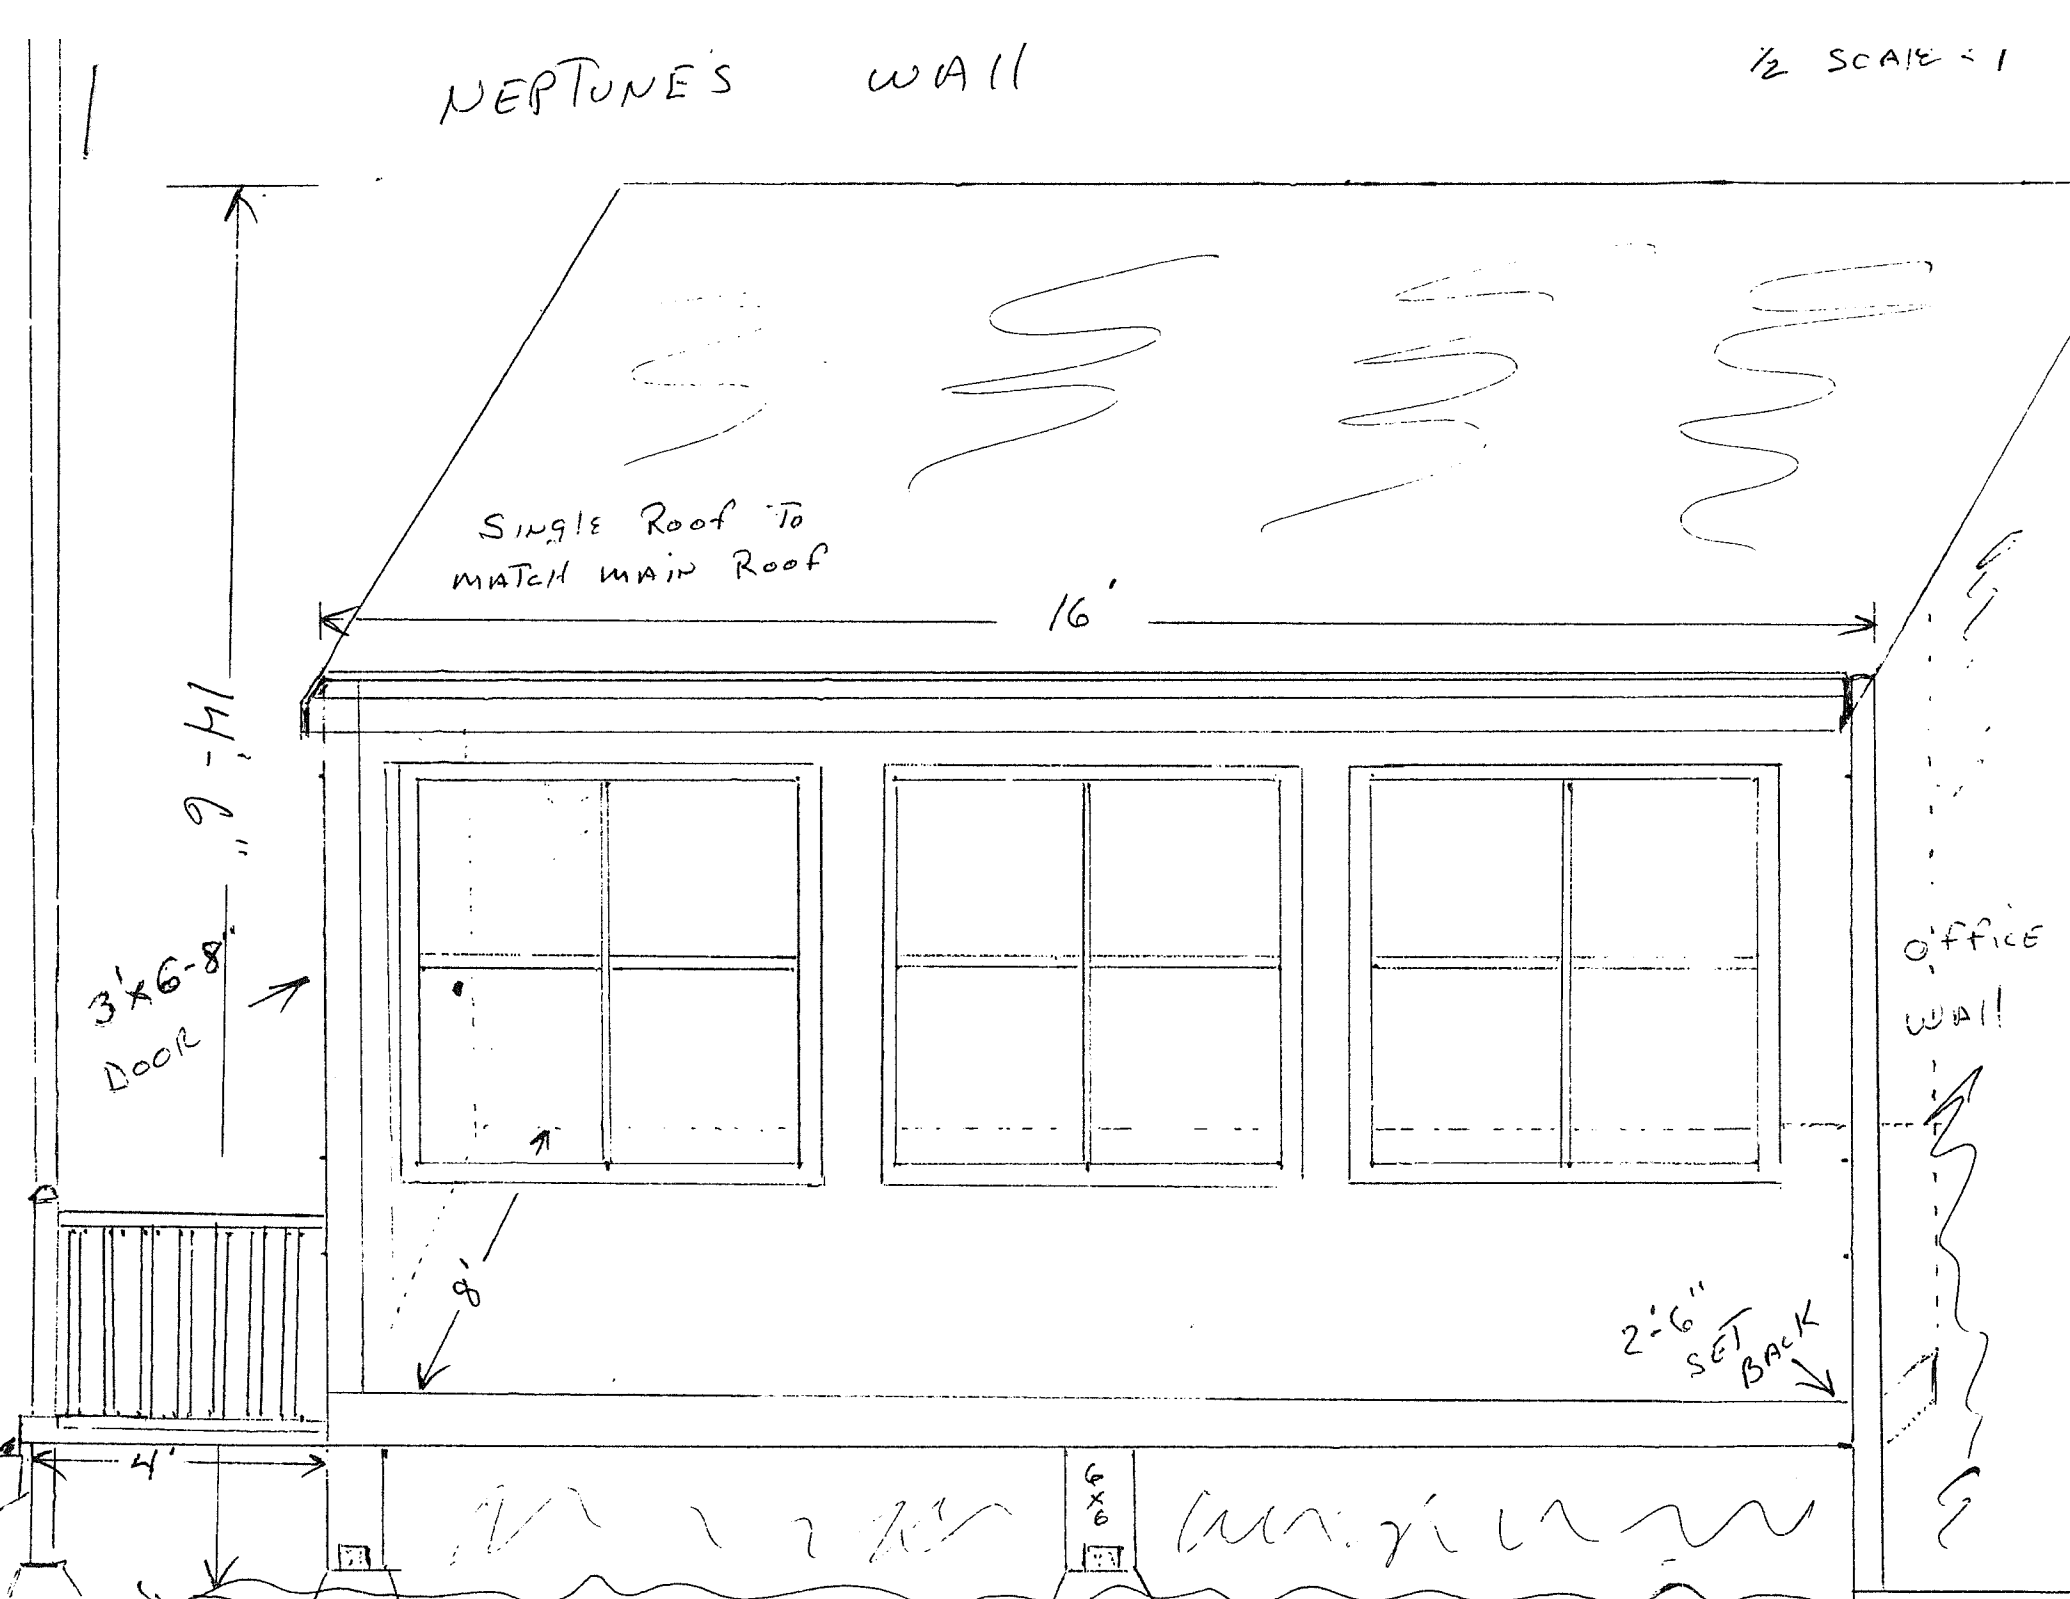 NEPTUNE'S WAll
1/2 SCAlE = 1
SINglE Roof To
MATCH MAIN Roof
16'
14'-6"
3'x6-8"
DOOR
OffICE
WAll
8'
2'-6"
SET
BACK
4'
6
x
6